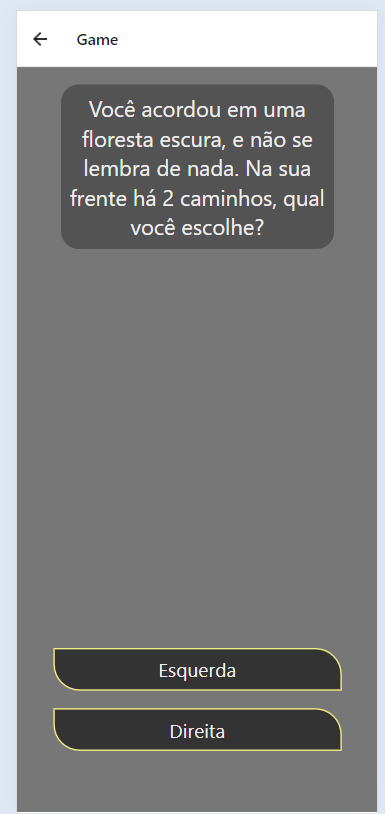 Game
Você acordou em uma
floresta escura, e não se
lembra de nada. Na sua
frente há 2 caminhos, qual
você escolhe?
Esquerda
Direita